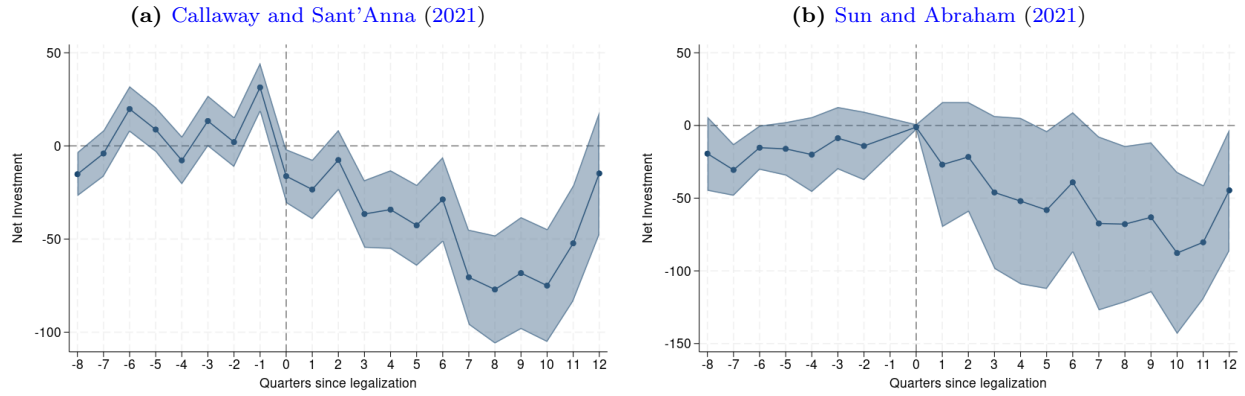 (a) Callaway and Sant'Anna (2021)
50
0
-50
-100
Net Investment
-8 -7 -6 -5 -4 -3 -2 -1 0 1 2 3 4 5 6 7 8 9 10 11 12
Quarters since legalization
(b) Sun and Abraham (2021)
50
0
-50
-100
-150
Net Investment
-8 -7 -6 -5 -4 -3 -2 -1 0 1 2 3 4 5 6 7 8 9 10 11 12
Quarters since legalization